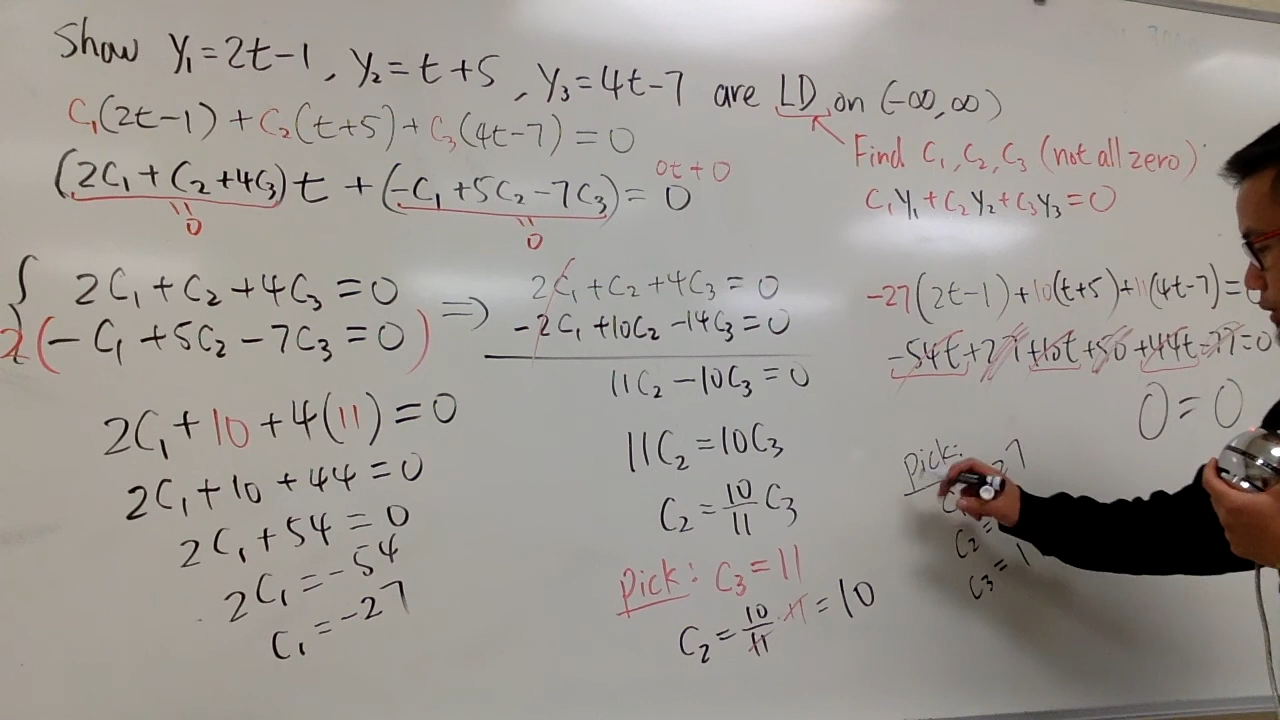 Show y₁=2t-1, y₂=t+5, y₃=4t-7 are LD on (-∞,∞)
C₁(2t-1)+C₂(t+5)+C₃(4t-7)=0
(2C₁+C₂+4C₃)t+(-C₁+5C₂-7C₃)=0
0t+0
=0
=0
Find C₁, C₂, C₃ (not all zero)
C₁y₁+C₂y₂+C₃y₃=0
2C₁+C₂+4C₃=0
2(-C₁+5C₂-7C₃=0)
2C₁+10+4(11)=0
2C₁+10+44=0
2C₁+54=0
2C₁=-54
C₁=-27
⇒
2C₁+C₂+4C₃=0
-2C₁+10C₂-14C₃=0
11C₂-10C₃=0
11C₂=10C₃
C₂=10/11 C₃
Pick: C₃=11
C₂=10/11·11=10
-27(2t-1)+10(t+5)+11(4t-7)=0
-54t+27+10t+50+44t-77=0
0=0
Pick:
27
C₂=
C₃=1